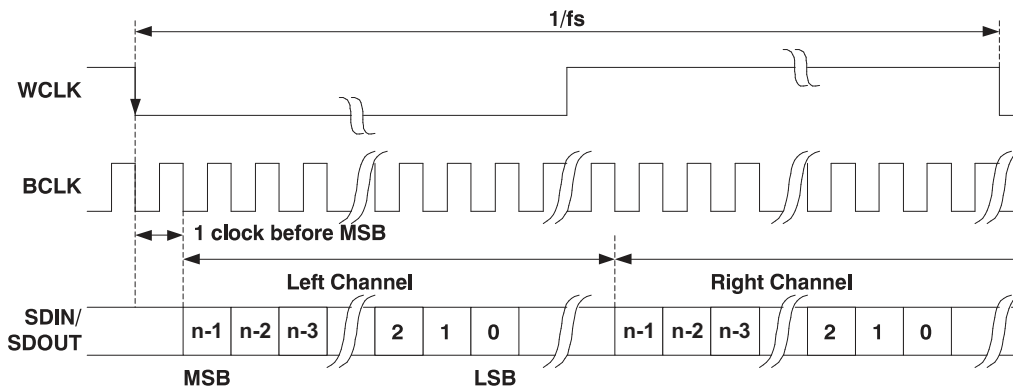 1/fs
WCLK
BCLK
1 clock before MSB
Left Channel
Right Channel
SDIN/
SDOUT
n-1 n-2 n-3 2 1 0 n-1 n-2 n-3 2 1 0
MSB LSB